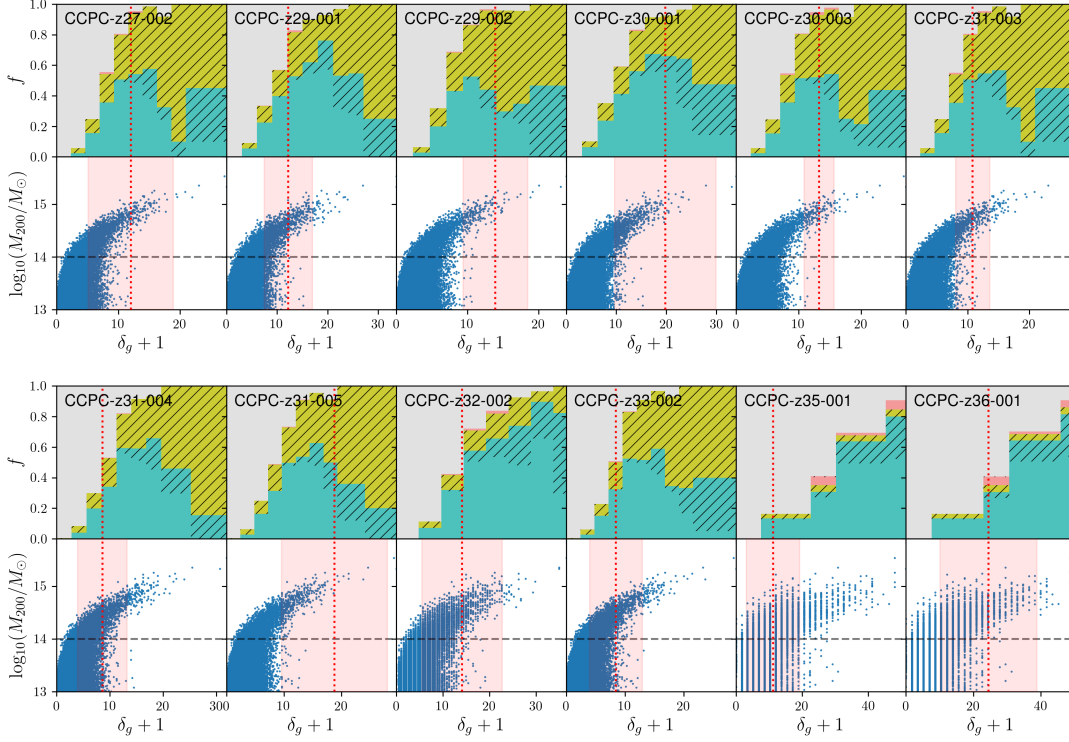 CCPC-z27-002 CCPC-z29-001 CCPC-z29-002 CCPC-z30-001 CCPC-z30-003 CCPC-z31-003
1.0
0.8
0.6
f
0.4
0.2
0.0
15
log₁₀(M₂₀₀/M☉)
14
13
0 10 20 0 10 20 30 0 10 20 0 10 20 30 0 10 20 0 10 20
δg + 1 δg + 1 δg + 1 δg + 1 δg + 1 δg + 1
CCPC-z31-004 CCPC-z31-005 CCPC-z32-002 CCPC-z33-002 CCPC-z35-001 CCPC-z36-001
1.0
0.8
0.6
f
0.4
0.2
0.0
15
log₁₀(M₂₀₀/M☉)
14
13
0 10 20 30 0 10 20 0 10 20 30 0 10 20 0 20 40 0 20 40
δg + 1 δg + 1 δg + 1 δg + 1 δg + 1 δg + 1